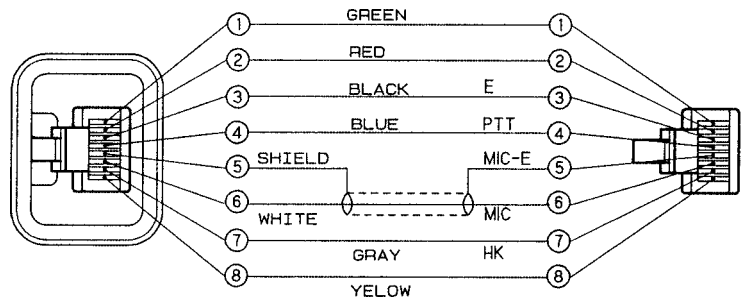 GREEN
1 1
RED
2 2
BLACK E
3 3
BLUE PTT
4 4
SHIELD MIC-E
5 5
6 6
WHITE MIC
7 7
GRAY HK
8 8
YELOW